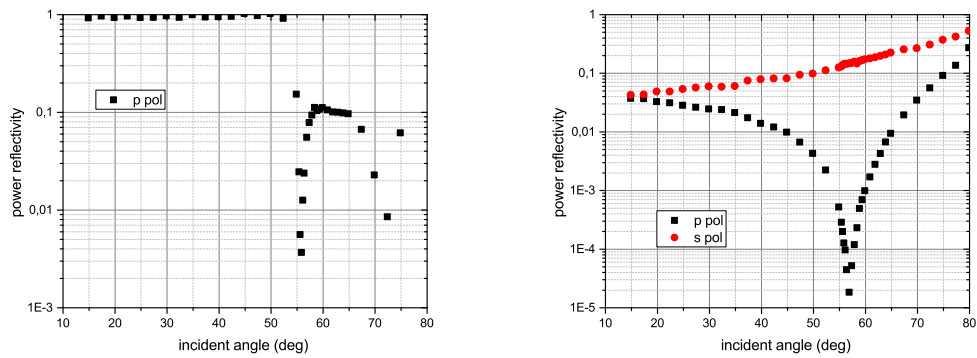 1
0,1
0,01
1E-3
10 20 30 40 50 60 70 80
power reflectivity
incident angle (deg)
p pol
1
0,1
0,01
1E-3
1E-4
1E-5
10 20 30 40 50 60 70 80
power reflectivity
incident angle (deg)
p pol
s pol